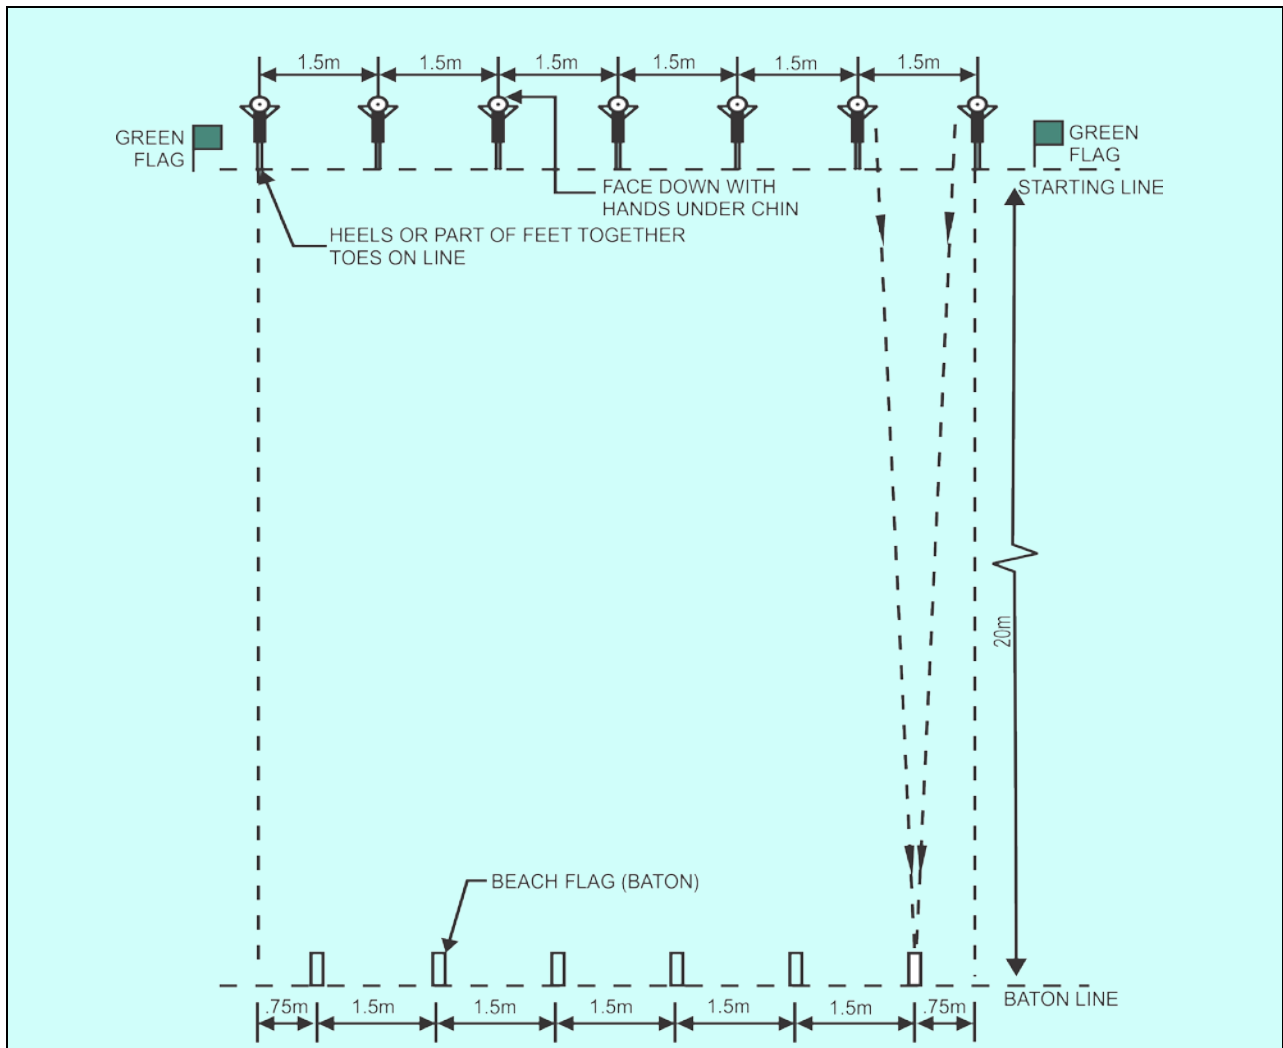 1.5m 1.5m 1.5m 1.5m 1.5m 1.5m
GREEN
FLAG
GREEN
FLAG
STARTING LINE
FACE DOWN WITH
HANDS UNDER CHIN
HEELS OR PART OF FEET TOGETHER
TOES ON LINE
20m
BEACH FLAG (BATON)
BATON LINE
.75m 1.5m 1.5m 1.5m 1.5m 1.5m .75m